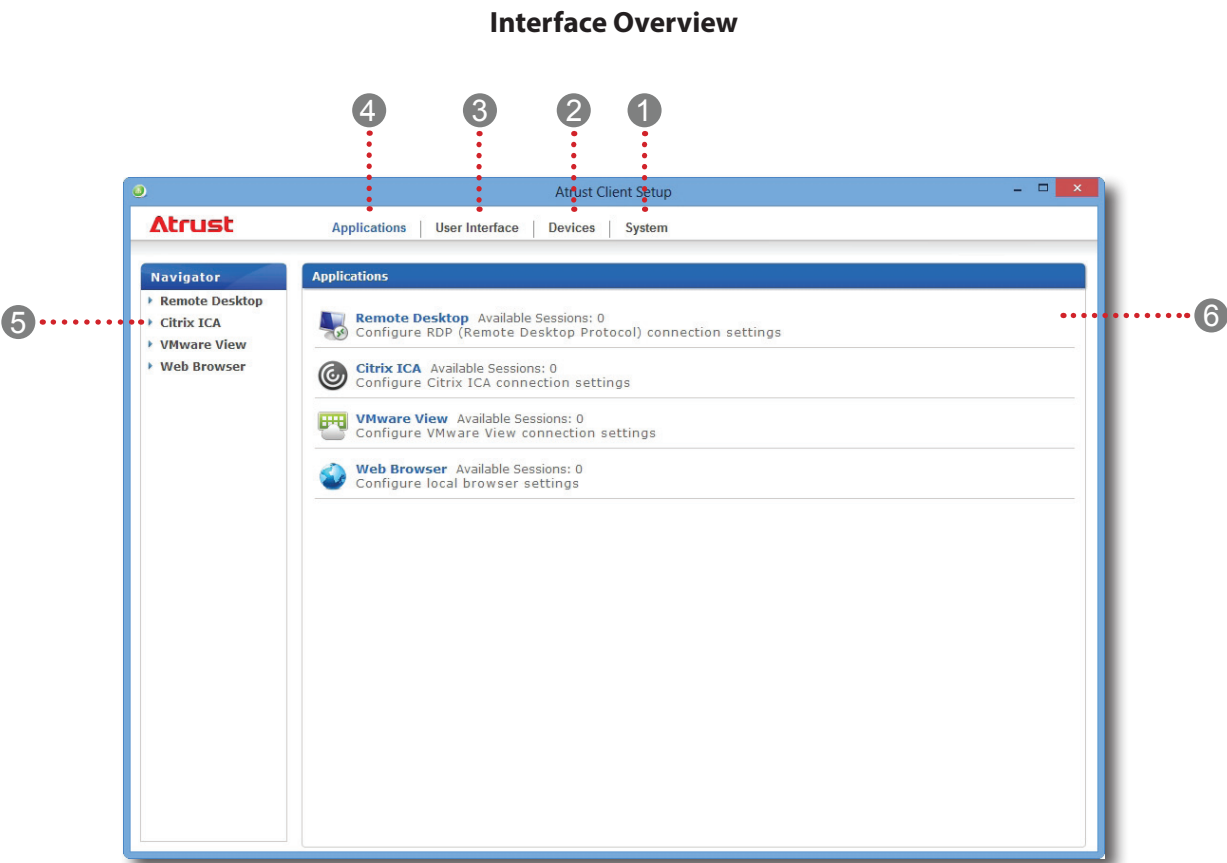 Interface Overview
4 3 2 1
Atrust Client Setup
Atrust
Applications | User Interface | Devices | System
Navigator
Remote Desktop
Citrix ICA
VMware View
Web Browser
5
Applications
Remote Desktop Available Sessions: 0
Configure RDP (Remote Desktop Protocol) connection settings
Citrix ICA Available Sessions: 0
Configure Citrix ICA connection settings
VMware View Available Sessions: 0
Configure VMware View connection settings
Web Browser Available Sessions: 0
Configure local browser settings
6